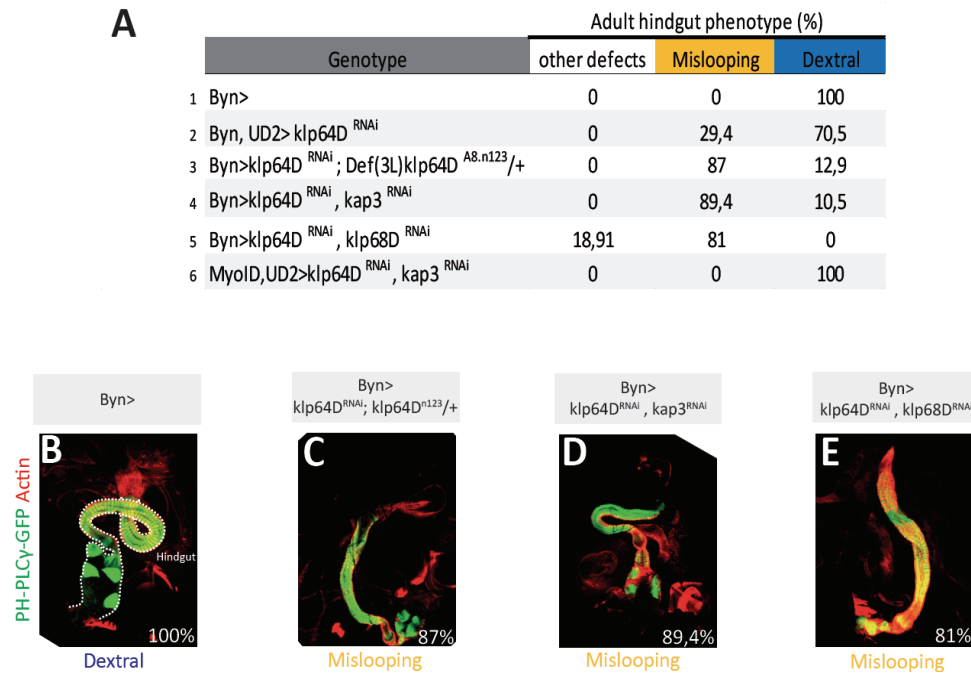 A
Adult hindgut phenotype (%)
Genotype other defects Mislooping Dextral
1 Byn> 0 0 100
2 Byn, UD2> klp64D RNAi 0 29,4 70,5
3 Byn>klp64D RNAi ; Def(3L)klp64D A8.n123/+ 0 87 12,9
4 Byn>klp64D RNAi , kap3 RNAi 0 89,4 10,5
5 Byn>klp64D RNAi , klp68D RNAi 18,91 81 0
6 MyoID,UD2>klp64D RNAi , kap3 RNAi 0 0 100
Byn>
Byn>
klp64DRNAi; klp64Dn123/+
Byn>
klp64DRNAi , kap3RNAi
Byn>
klp64DRNAi , klp68DRNAi
PH-PLCγ-GFP Actin
B
Hindgut
100%
Dextral
C
87%
Mislooping
D
89,4%
Mislooping
E
81%
Mislooping